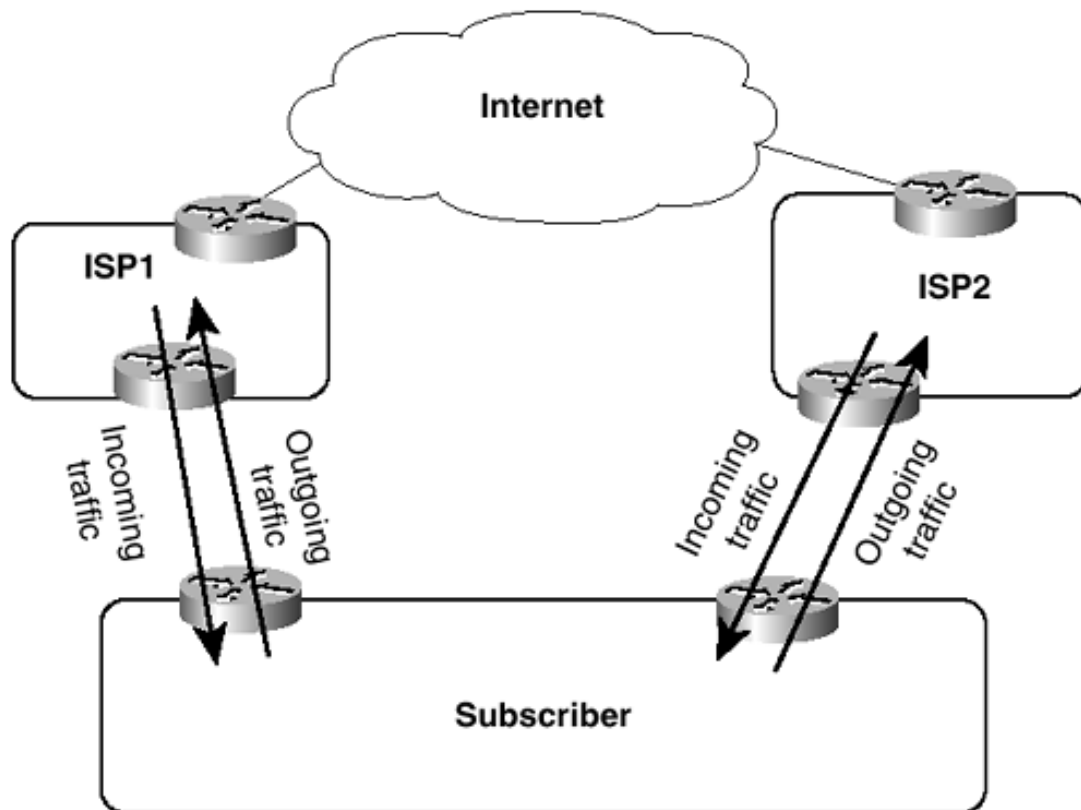 Internet
ISP1
ISP2
Incoming
traffic
Outgoing
traffic
Incoming
traffic
Outgoing
traffic
Subscriber